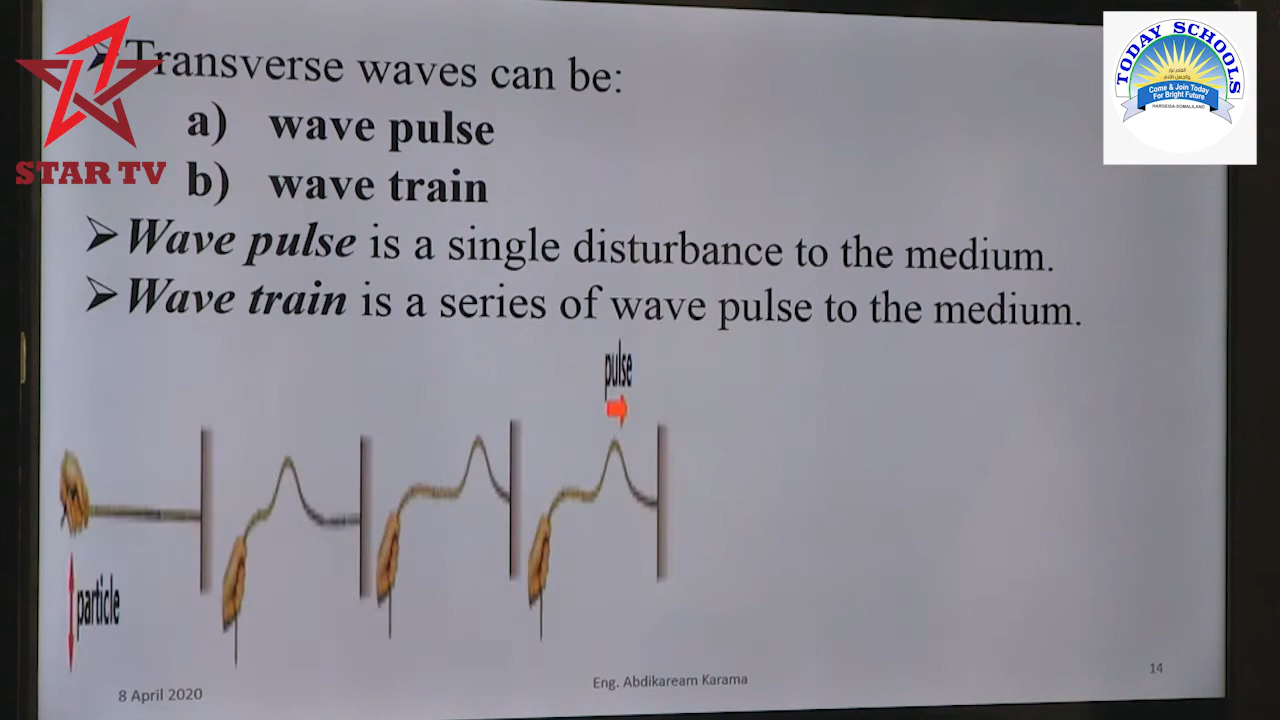 Transverse waves can be:
a) wave pulse
b) wave train
Wave pulse is a single disturbance to the medium.
Wave train is a series of wave pulse to the medium.
pulse
particle
8 April 2020
Eng. Abdikaream Karama
14
STAR TV
TODAY SCHOOLS
Come & Join Today
For Bright Future
HARGEISA-SOMALILAND